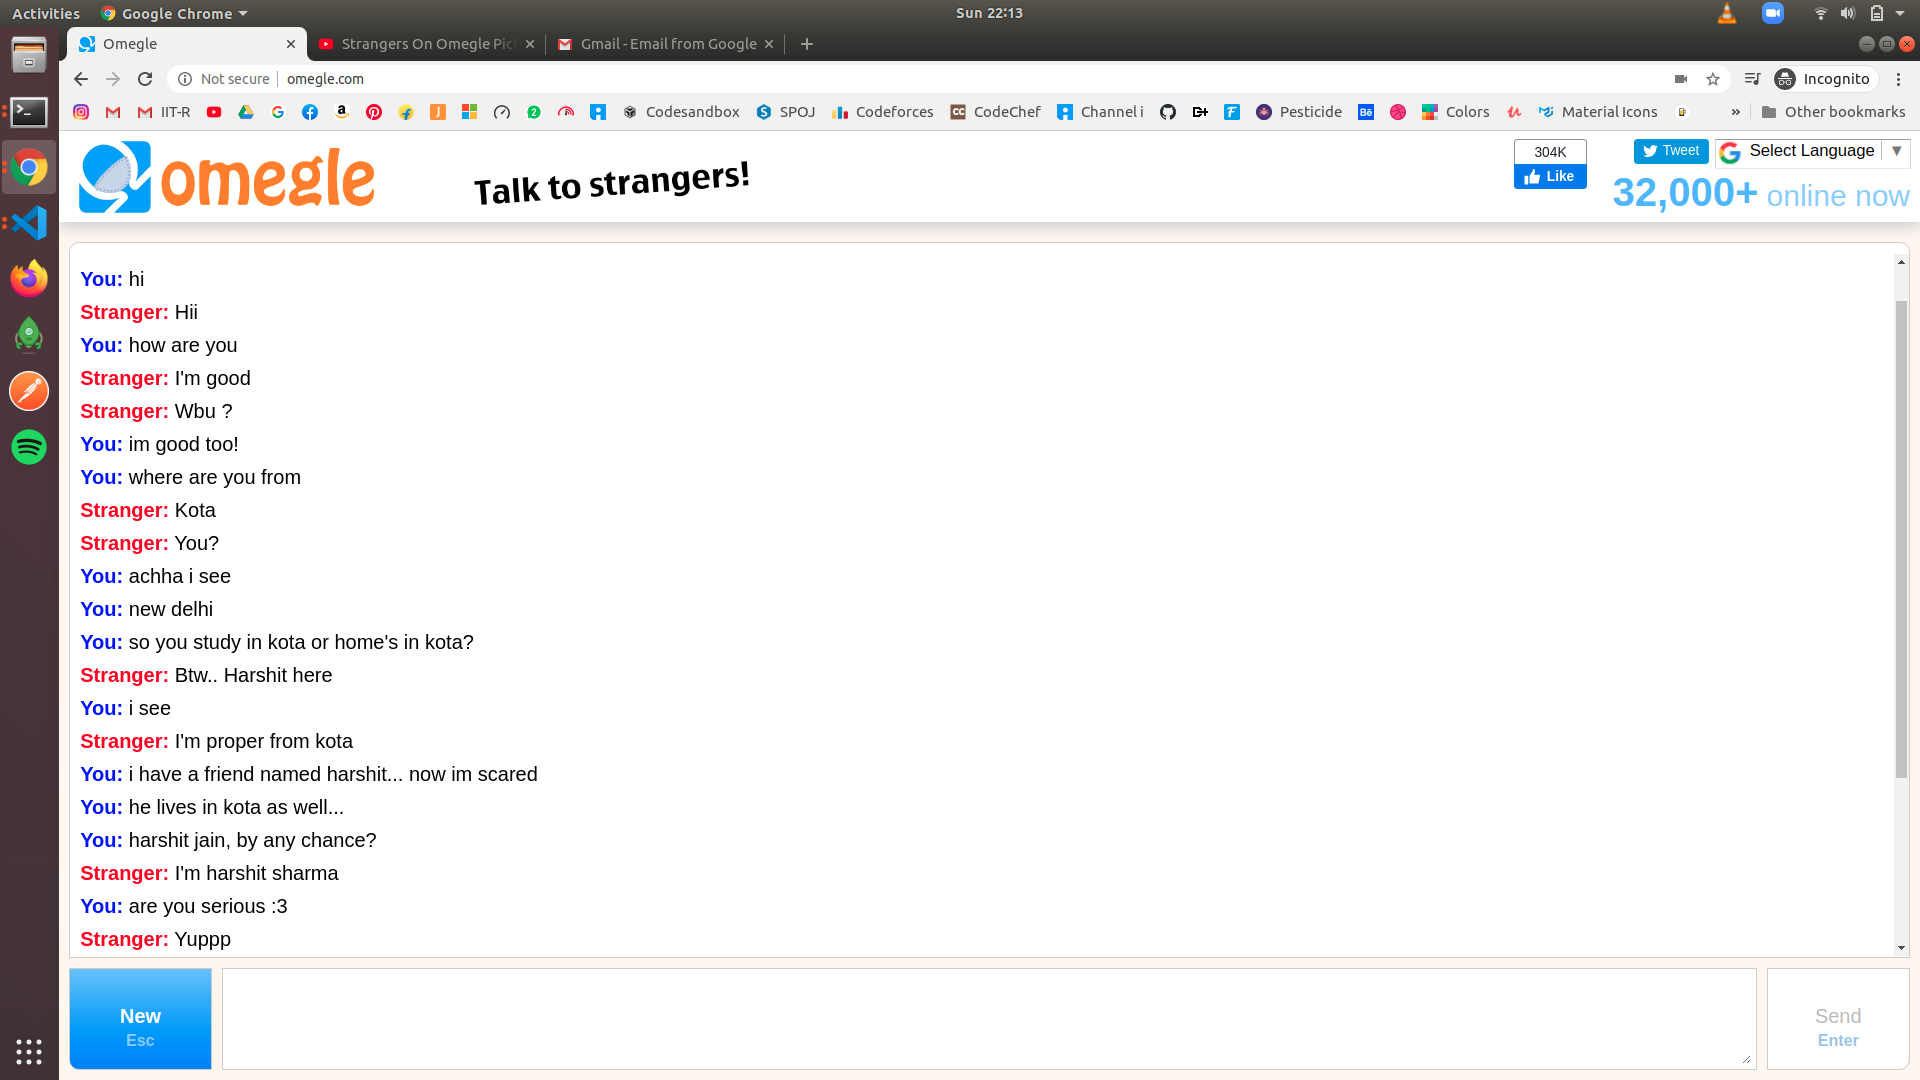 Activities Google Chrome Sun 22:13
Omegle Strangers On Omegle Pic Gmail - Email from Google
Not secure omegle.com Incognito
IIT-R Codesandbox SPOJ Codeforces CodeChef Channel i Pesticide Colors Material Icons » Other bookmarks
omegle Talk to strangers! 304K Like Tweet Select Language
32,000+ online now
You: hi
Stranger: Hii
You: how are you
Stranger: I'm good
Stranger: Wbu ?
You: im good too!
You: where are you from
Stranger: Kota
Stranger: You?
You: achha i see
You: new delhi
You: so you study in kota or home's in kota?
Stranger: Btw.. Harshit here
You: i see
Stranger: I'm proper from kota
You: i have a friend named harshit... now im scared
You: he lives in kota as well...
You: harshit jain, by any chance?
Stranger: I'm harshit sharma
You: are you serious :3
Stranger: Yuppp
New Send
Esc Enter